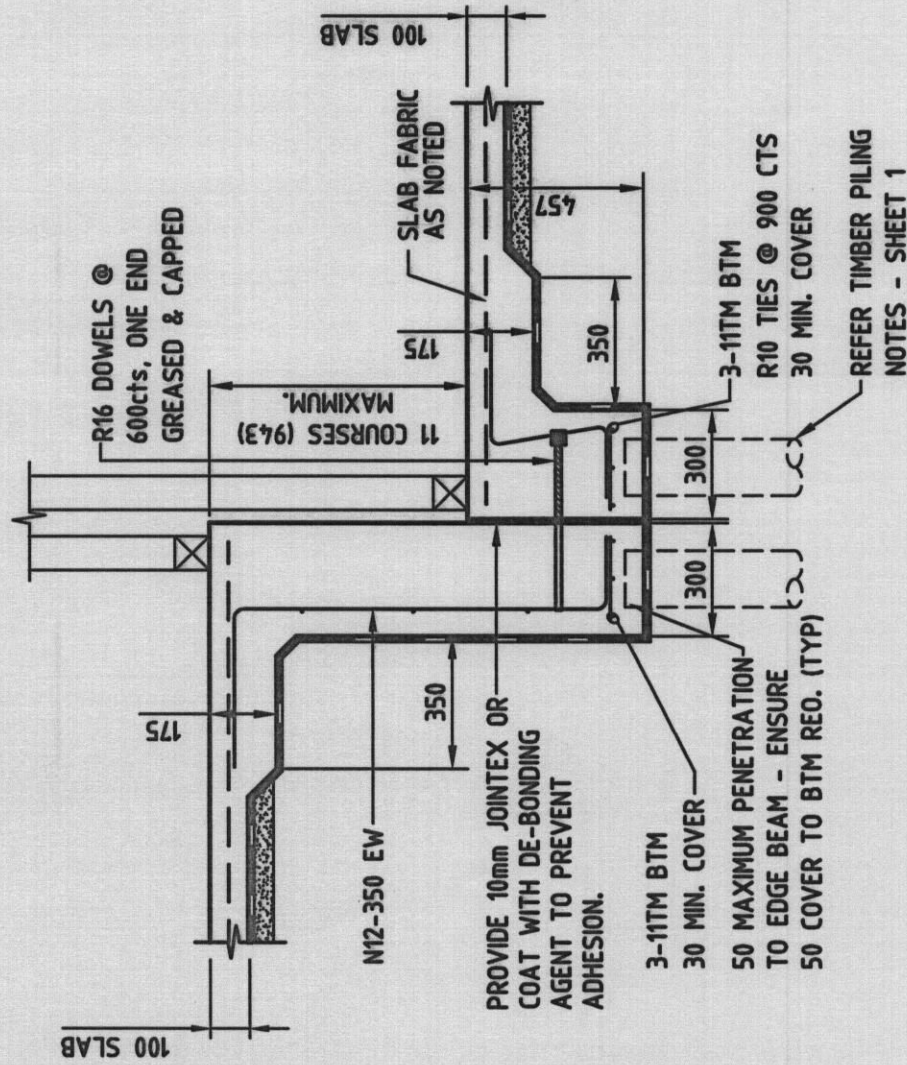 R16 DOWELS @
600cts, ONE END
GREASED & CAPPED
100 SLAB
SLAB FABRIC
AS NOTED
11 COURSES (943)
MAXIMUM.
175
457
350
300
3-11TM BTM
R10 TIES @ 900 CTS
30 MIN. COVER
REFER TIMBER PILING
NOTES - SHEET 1
100 SLAB
175
350
300
N12-350 EW
PROVIDE 10mm JOINTEX OR
COAT WITH DE-BONDING
AGENT TO PREVENT
ADHESION.
3-11TM BTM
30 MIN. COVER
50 MAXIMUM PENETRATION
TO EDGE BEAM - ENSURE
50 COVER TO BTM REO. (TYP)